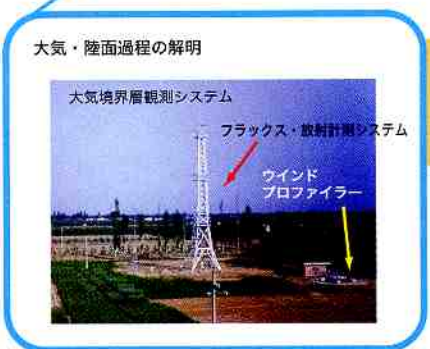 大気・陸面過程の解明
大気境界層観測システム
フラックス・放射計測システム
ウインド
プロファイラー